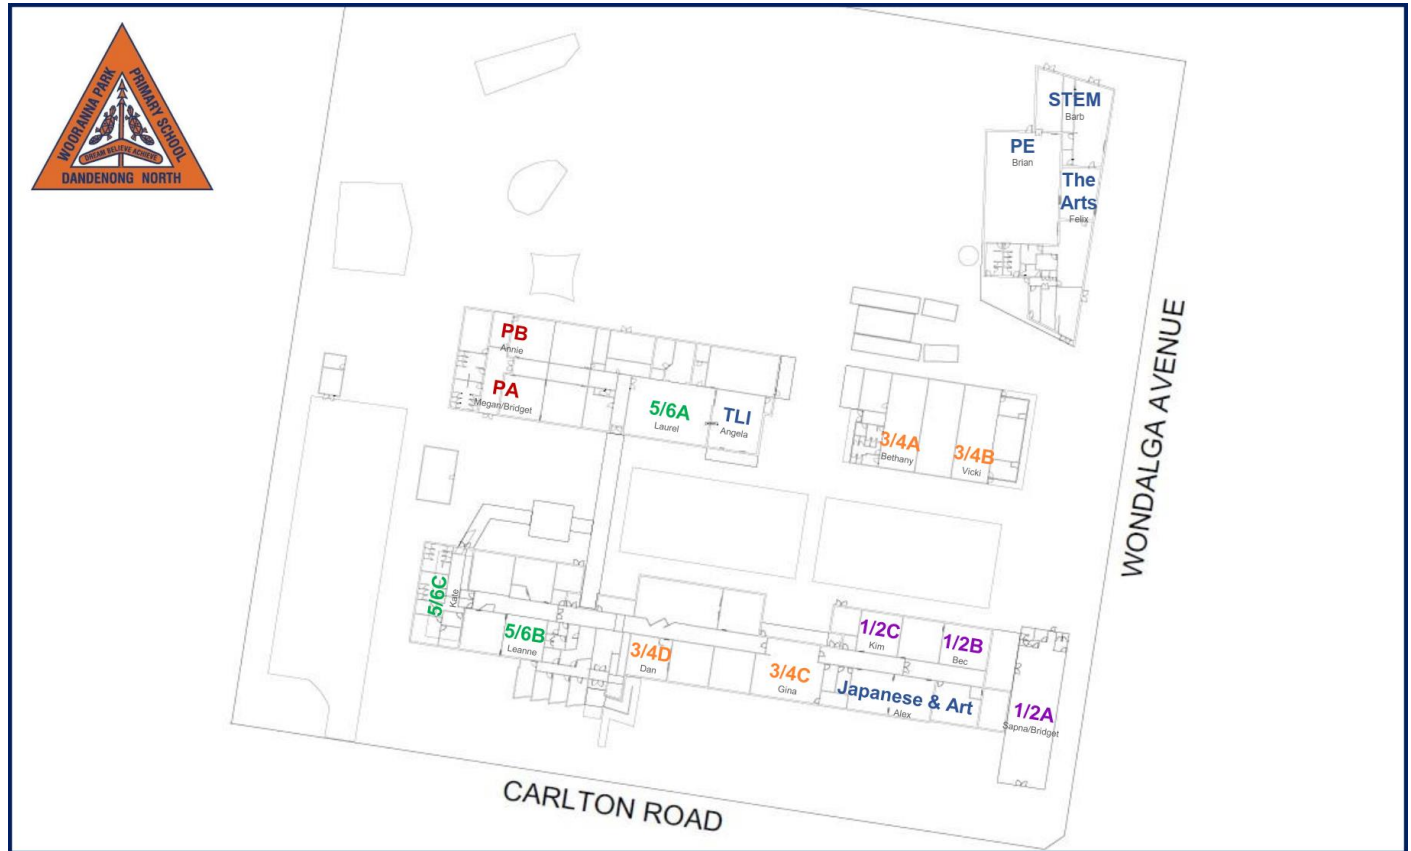 WOORANNA PARK
PRIMARY SCHOOL
DREAM BELIEVE ACHIEVE
DANDENONG NORTH
STEM
Barb
PE
Brian
The
Arts
Felix
WONDALGA AVENUE
PB
Annie
PA
Megan/Bridget
5/6A
Laurel
TLI
Angela
3/4A
Bethany
3/4B
Vicki
5/6C
Kate
5/6B
Leanne
3/4D
Dan
3/4C
Gina
1/2C
Kim
1/2B
Bec
Japanese & Art
Alex
1/2A
Sapna/Bridget
CARLTON ROAD